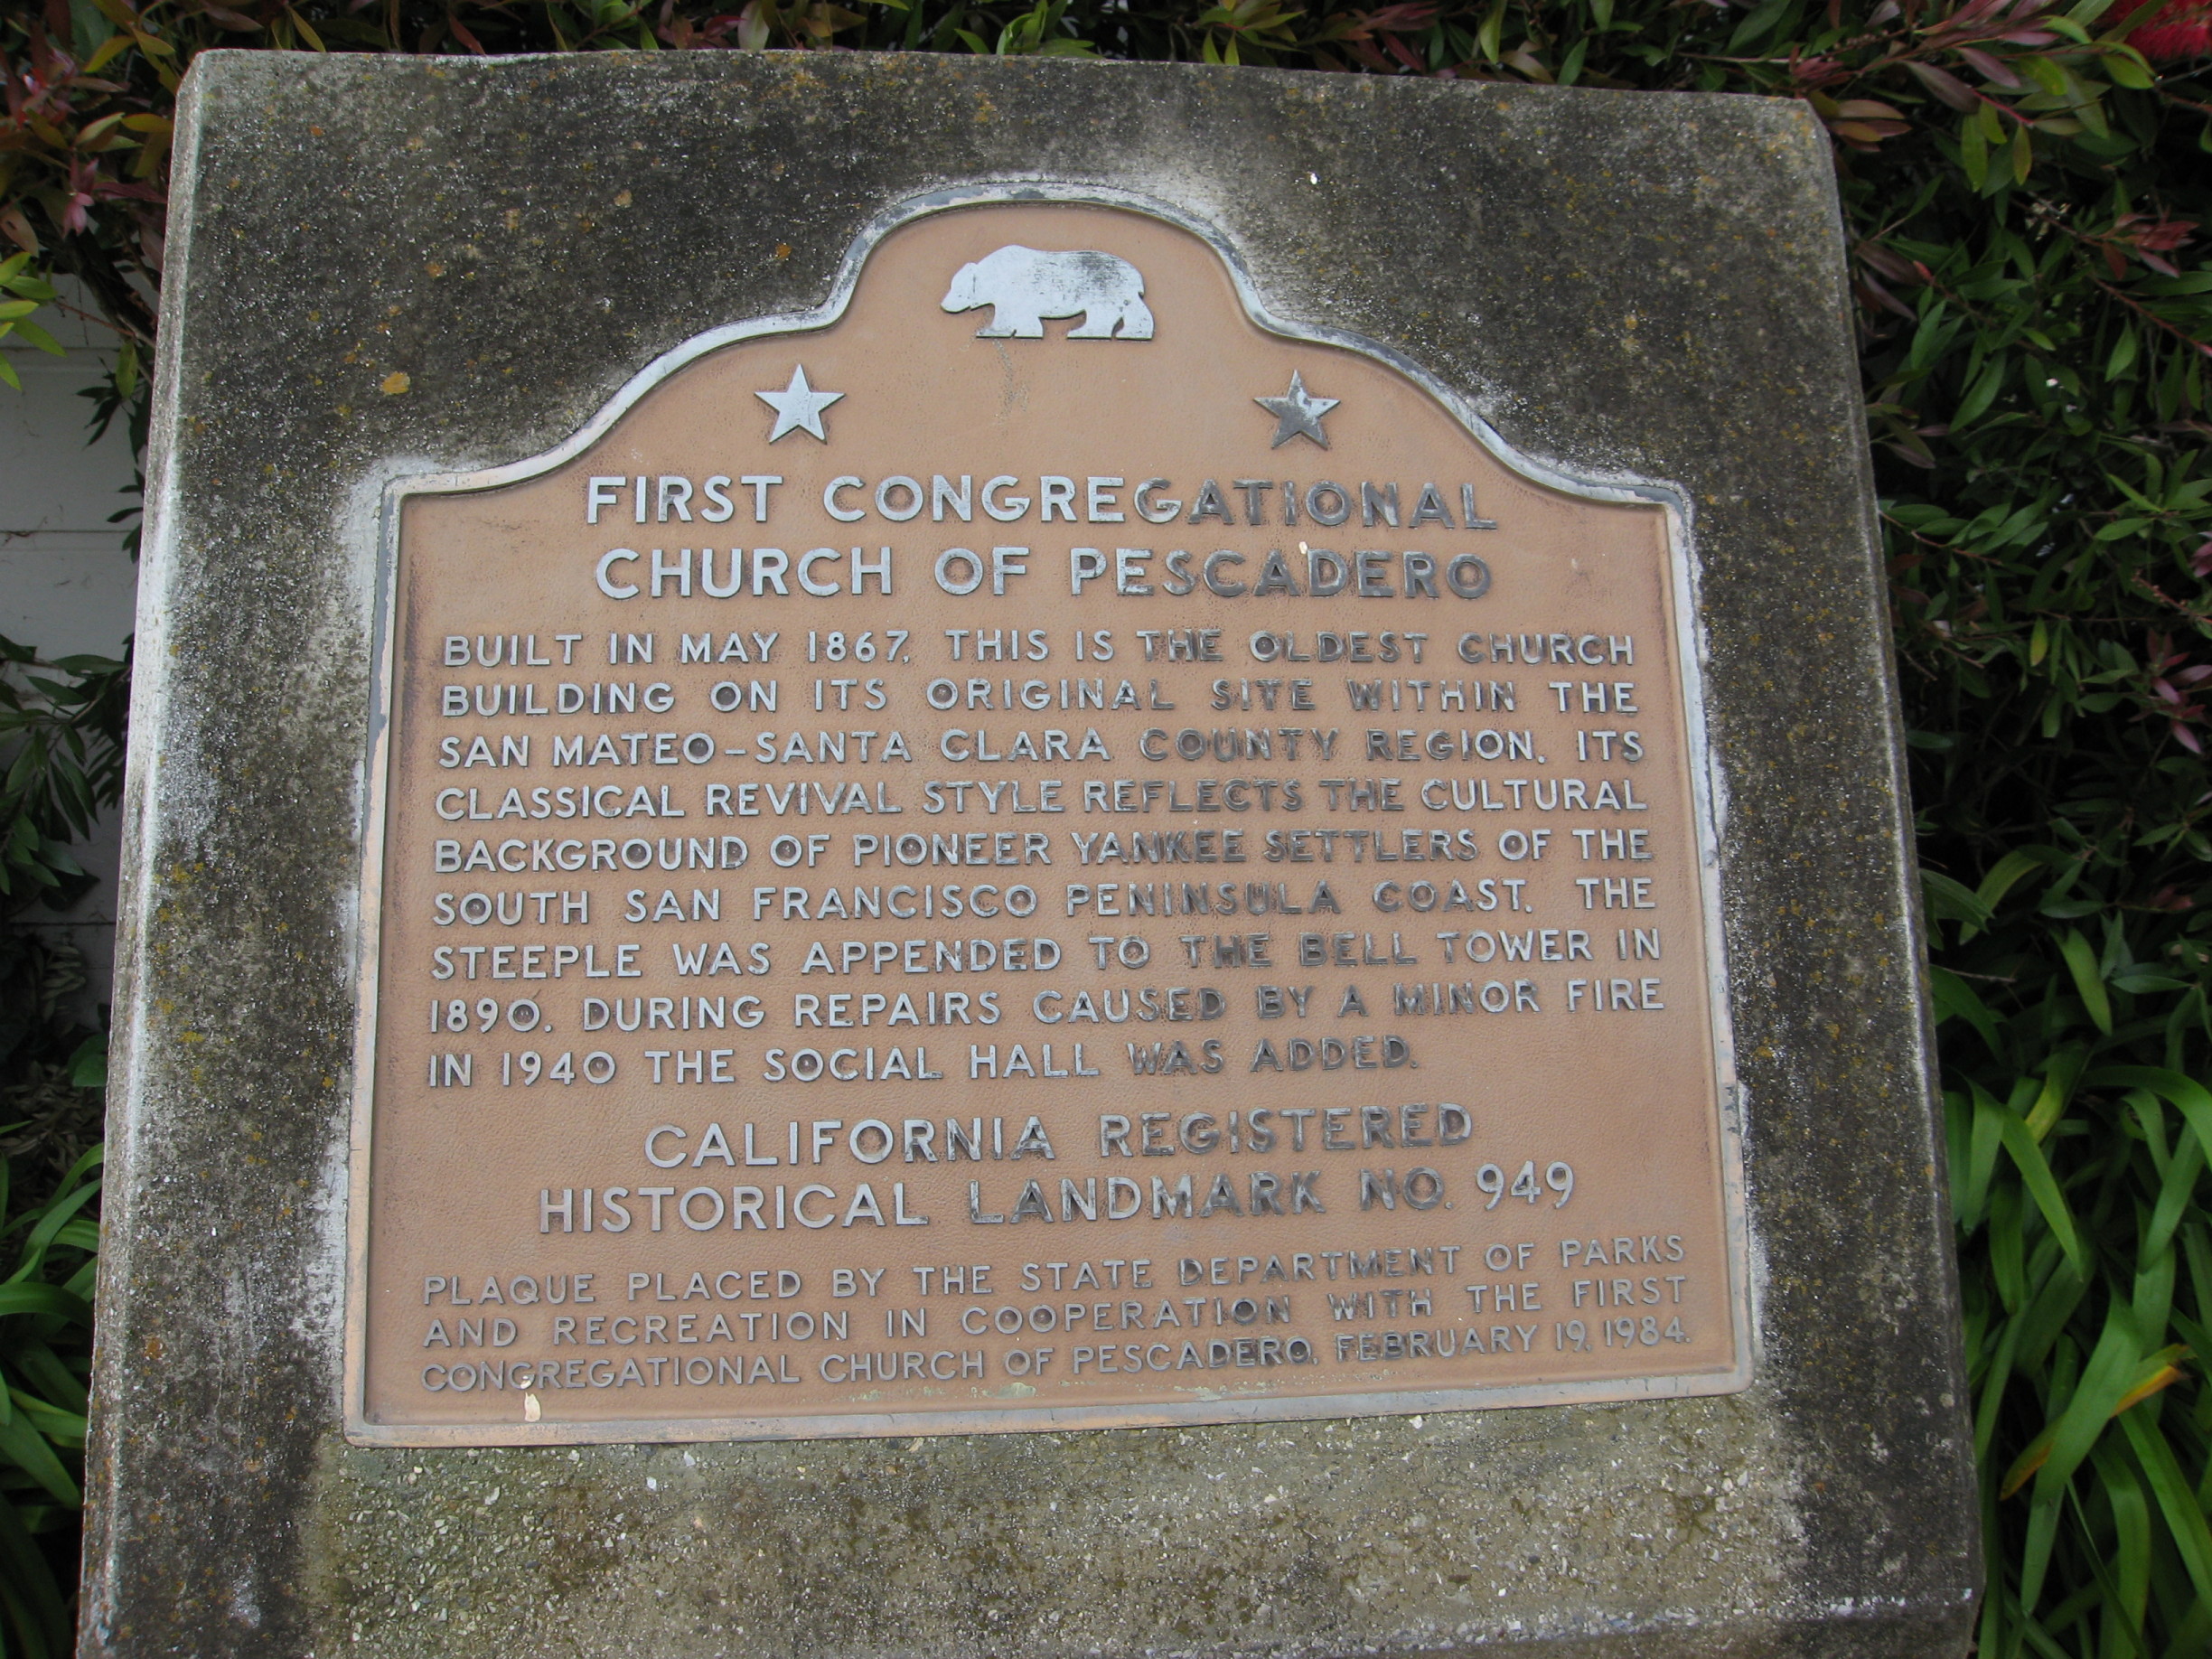 FIRST CONGREGATIONAL
CHURCH OF PESCADERO
BUILT IN MAY 1867, THIS IS THE OLDEST CHURCH
BUILDING ON ITS ORIGINAL SITE WITHIN THE
SAN MATEO-SANTA CLARA COUNTY REGION. ITS
CLASSICAL REVIVAL STYLE REFLECTS THE CULTURAL
BACKGROUND OF PIONEER YANKEE SETTLERS OF THE
SOUTH SAN FRANCISCO PENINSULA COAST. THE
STEEPLE WAS APPENDED TO THE BELL TOWER IN
1890. DURING REPAIRS CAUSED BY A MINOR FIRE
IN 1940 THE SOCIAL HALL WAS ADDED.
CALIFORNIA REGISTERED
HISTORICAL LANDMARK NO. 949
PLAQUE PLACED BY THE STATE DEPARTMENT OF PARKS
AND RECREATION IN COOPERATION WITH THE FIRST
CONGREGATIONAL CHURCH OF PESCADERO, FEBRUARY 19, 1984.